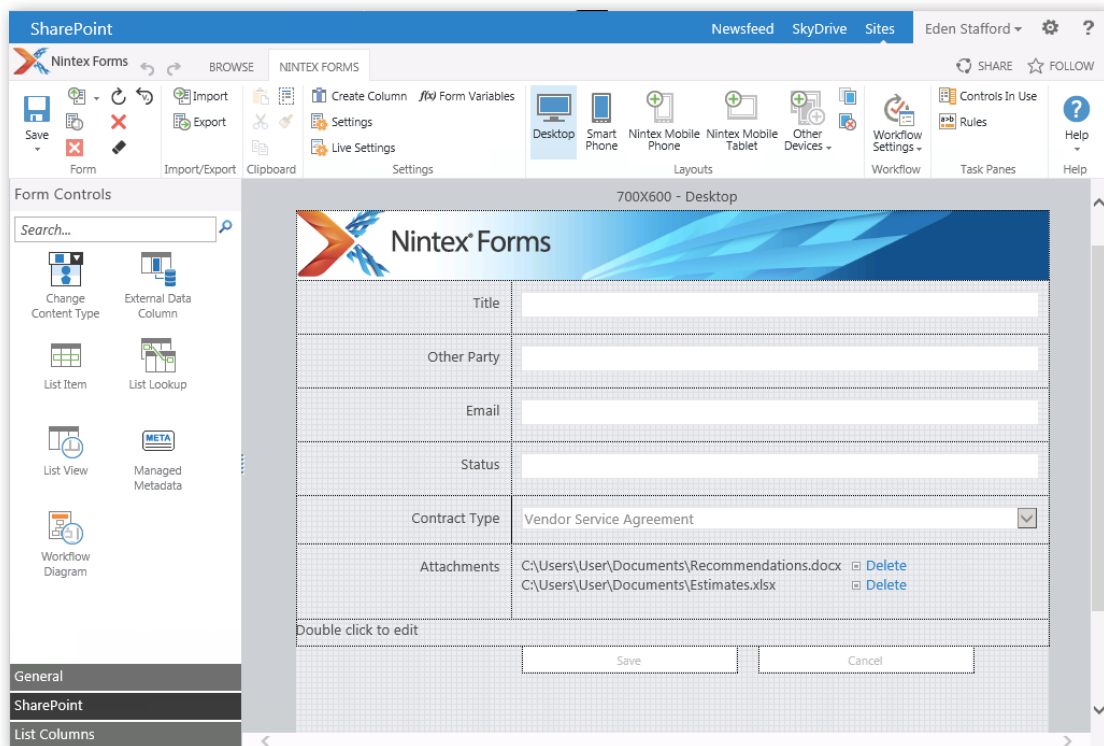 SharePoint
Newsfeed SkyDrive Sites Eden Stafford ?
Nintex Forms BROWSE NINTEX FORMS SHARE FOLLOW
Import Create Column f(x) Form Variables Controls In Use
Export Settings a>b Rules
Save Live Settings Desktop Smart Phone Nintex Mobile Phone Nintex Mobile Tablet Other Devices Workflow Settings ? Help
Form Import/Export Clipboard Settings Layouts Workflow Task Panes Help
Form Controls
700X600 - Desktop
Search...
Nintex® Forms
Change Content Type
External Data Column
List Item
List Lookup
List View
META
Managed Metadata
Workflow Diagram
Title
Other Party
Email
Status
Contract Type Vendor Service Agreement
Attachments C:\Users\User\Documents\Recommendations.docx Delete
C:\Users\User\Documents\Estimates.xlsx Delete
Double click to edit
Save Cancel
General
SharePoint
List Columns